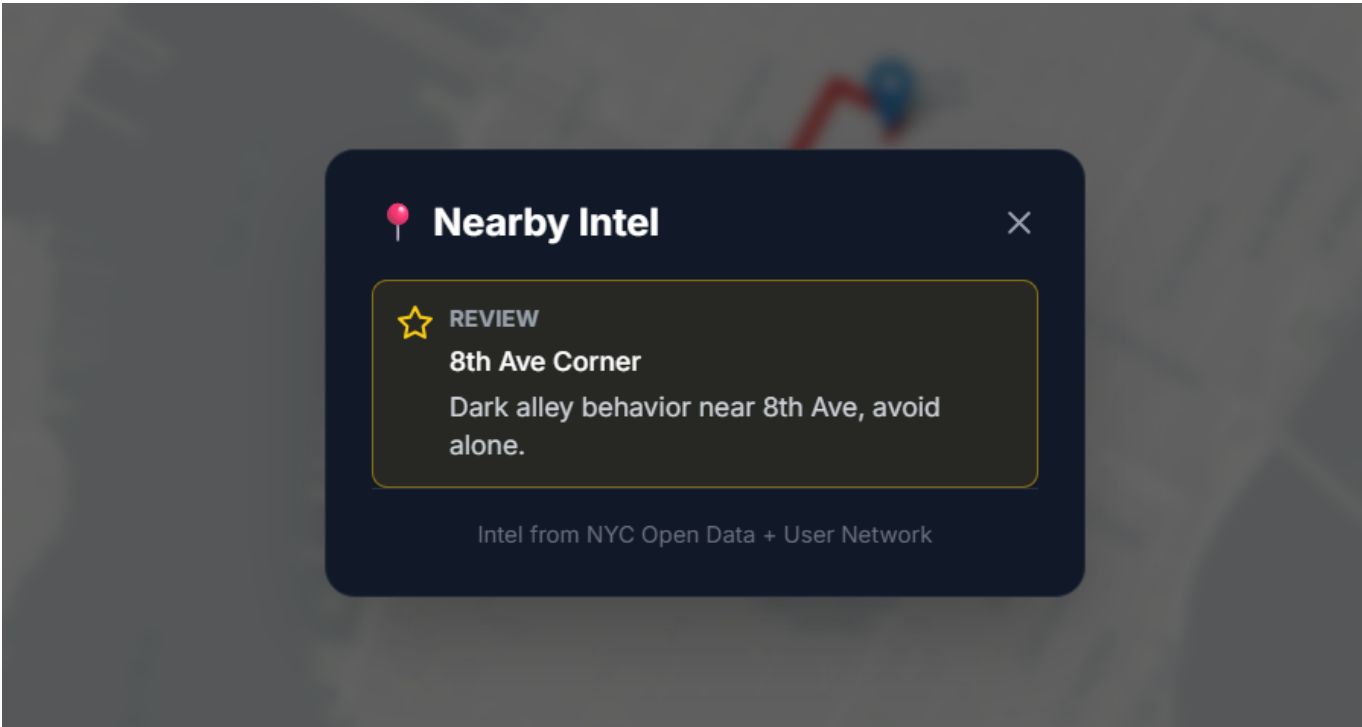 Nearby Intel
REVIEW
8th Ave Corner
Dark alley behavior near 8th Ave, avoid
alone.
Intel from NYC Open Data + User Network